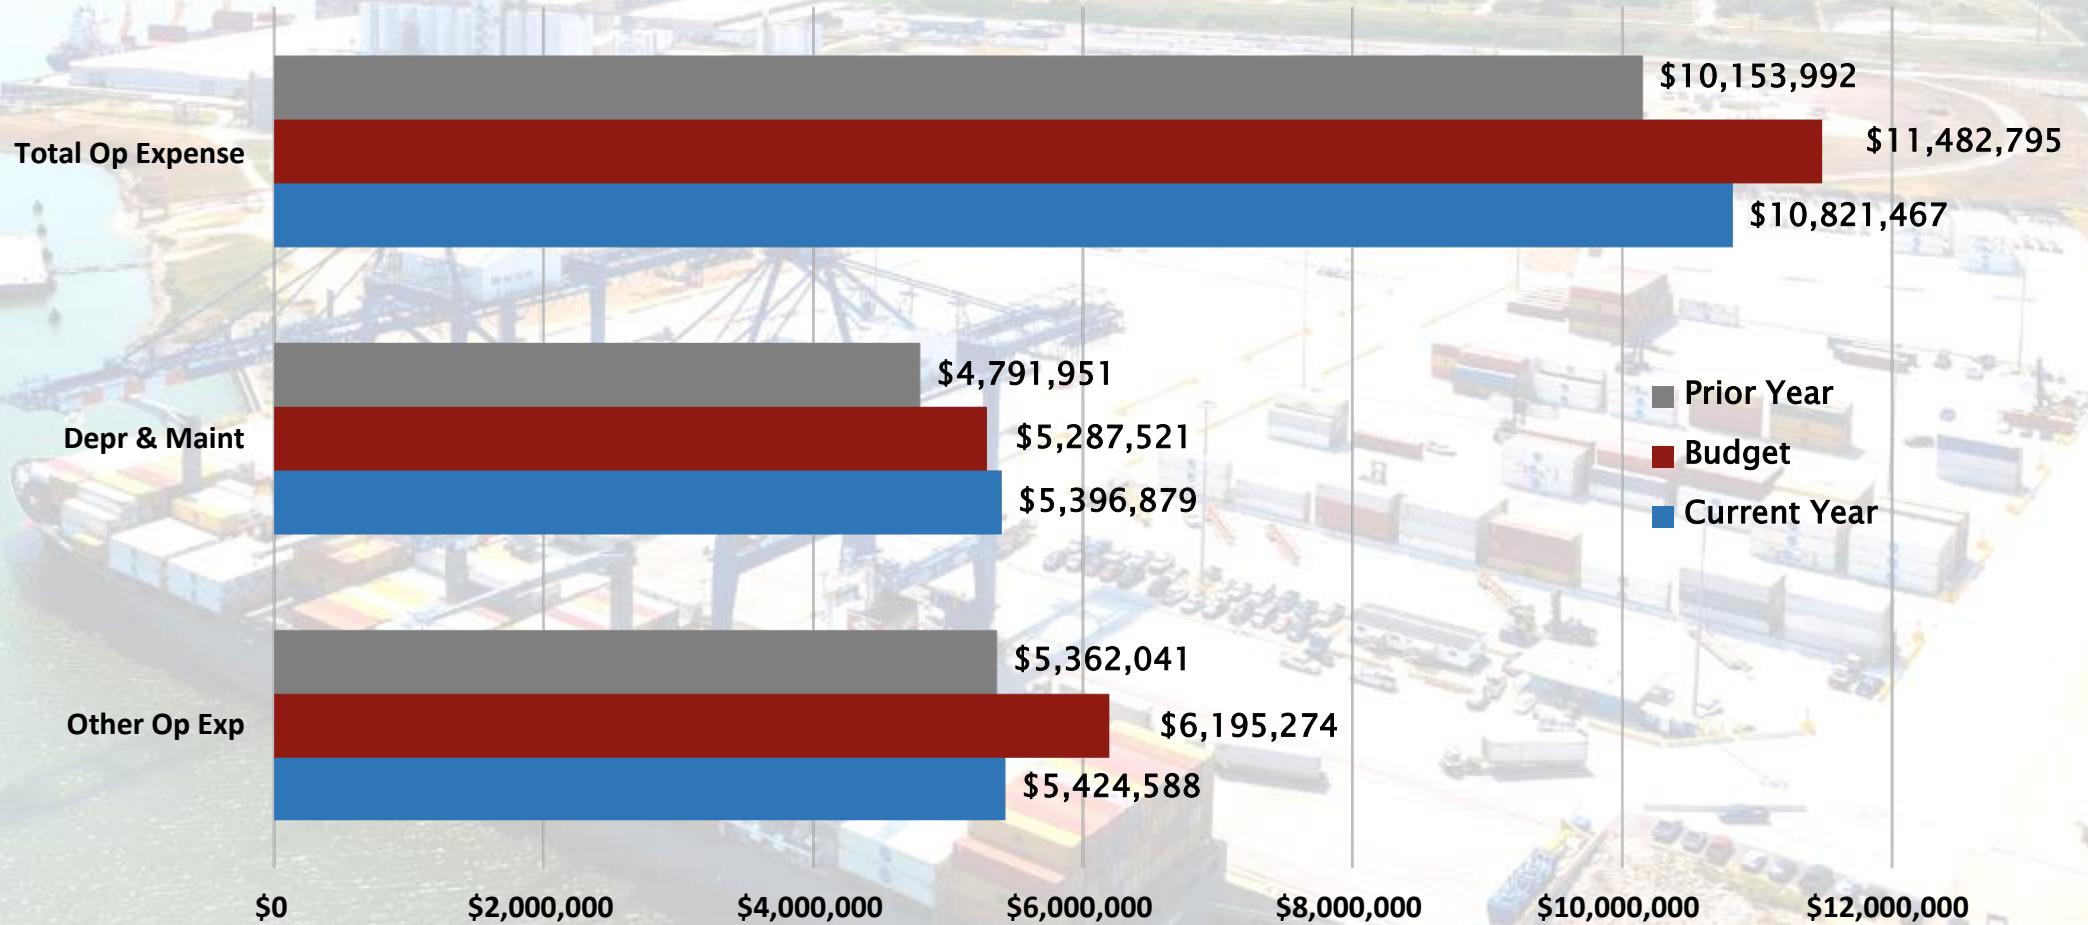 $10,153,992
Total Op Expense
$11,482,795
$10,821,467
$4,791,951
Depr & Maint
$5,287,521
$5,396,879
Prior Year
Budget
Current Year
$5,362,041
Other Op Exp
$6,195,274
$5,424,588
$0
$2,000,000
$4,000,000
$6,000,000
$8,000,000
$10,000,000
$12,000,000